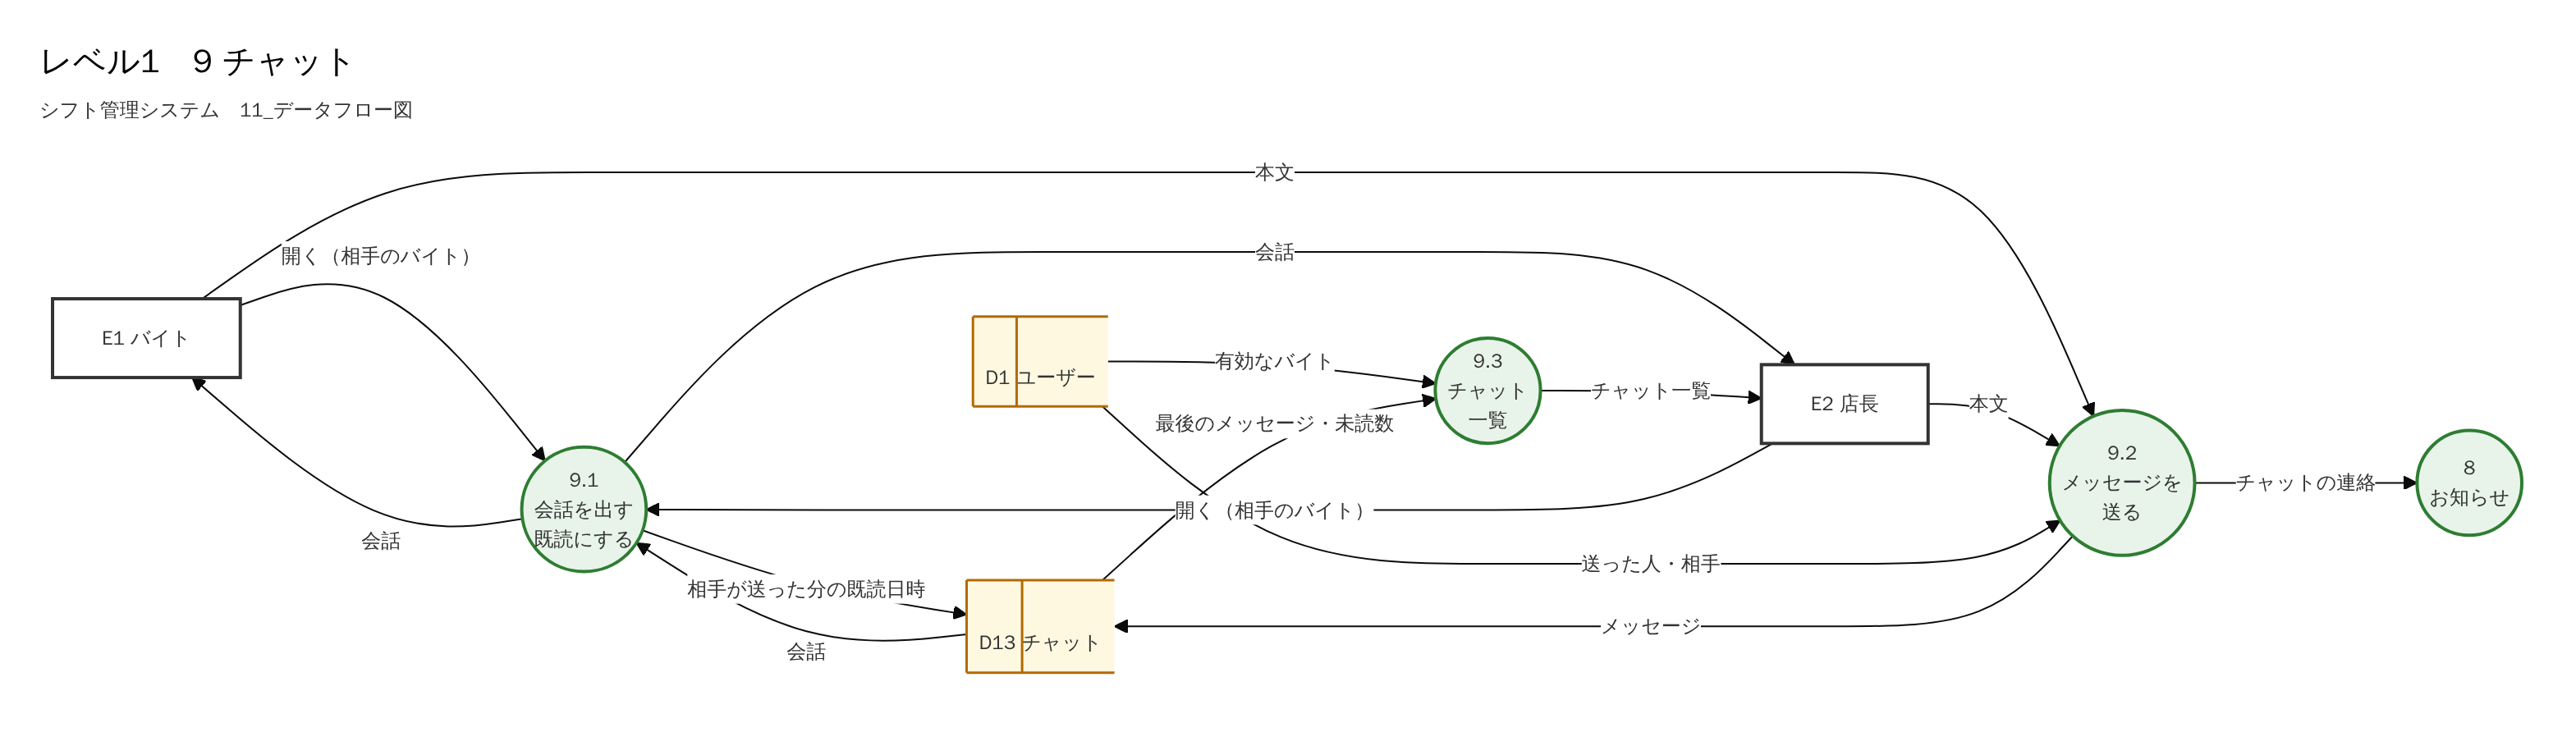 レベル1　9 チャット
シフト管理システム　11_データフロー図
本文
会話
開く（相手のバイト）
E1 バイト
D1 ユーザー
有効なバイト
9.3
チャット
一覧
チャット一覧
E2 店長
本文
最後のメッセージ・未読数
9.1
会話を出す
既読にする
開く（相手のバイト）
9.2
メッセージを
送る
チャットの連絡
8
お知らせ
会話
相手が送った分の既読日時
送った人・相手
D13 チャット
メッセージ
会話